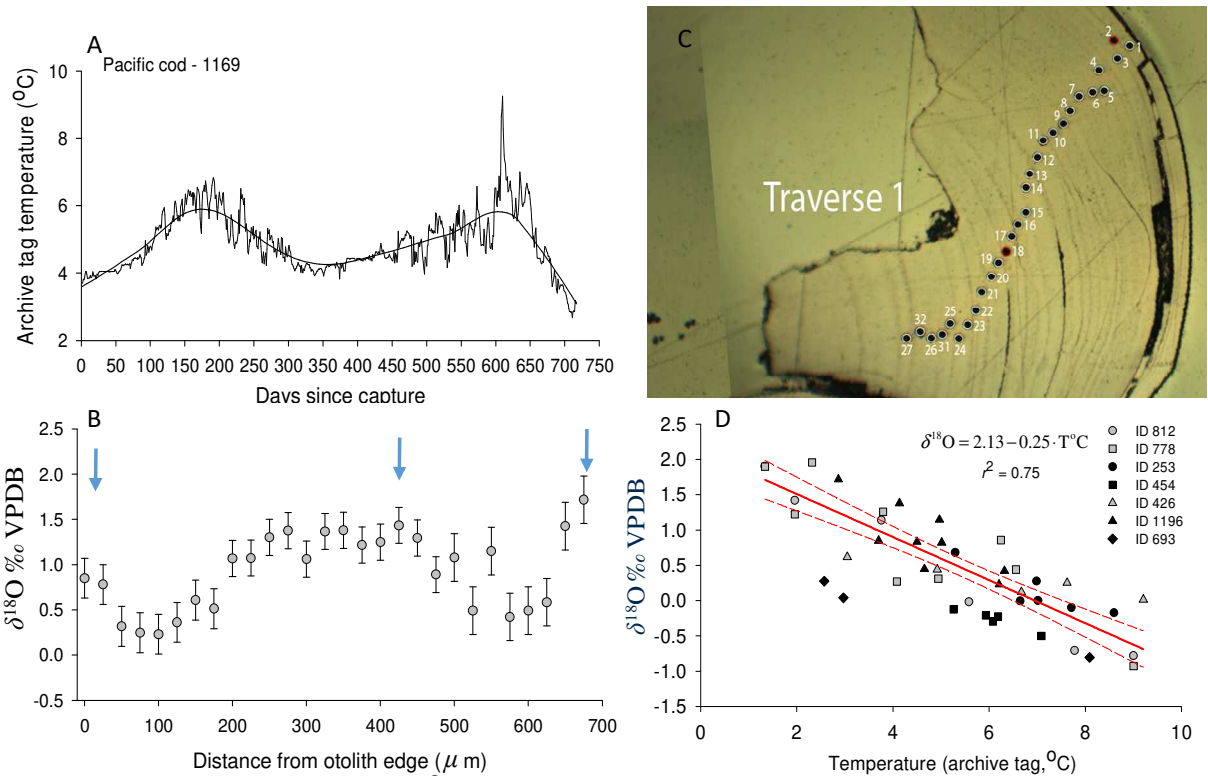 A
Pacific cod - 1169
Archive tag temperature (°C)
10
8
6
4
2
0 50 100 150 200 250 300 350 400 450 500 550 600 650 700 750
Days since capture
B
δ¹⁸O ‰ VPDB
2.5
2.0
1.5
1.0
0.5
0.0
-0.5
0 100 200 300 400 500 600 700
Distance from otolith edge (μ m)
C
Traverse 1
2
1
3
4
5
6
7
8
9
10
11
12
13
14
15
16
17
18
19
20
21
22
23
24
25
31
26
32
27
D
δ¹⁸O = 2.13 – 0.25 · T°C
r² = 0.75
ID 812
ID 778
ID 253
ID 454
ID 426
ID 1196
ID 693
δ¹⁸O ‰ VPDB
2.5
2.0
1.5
1.0
0.5
0.0
-0.5
-1.0
-1.5
0 2 4 6 8 10
Temperature (archive tag,°C)